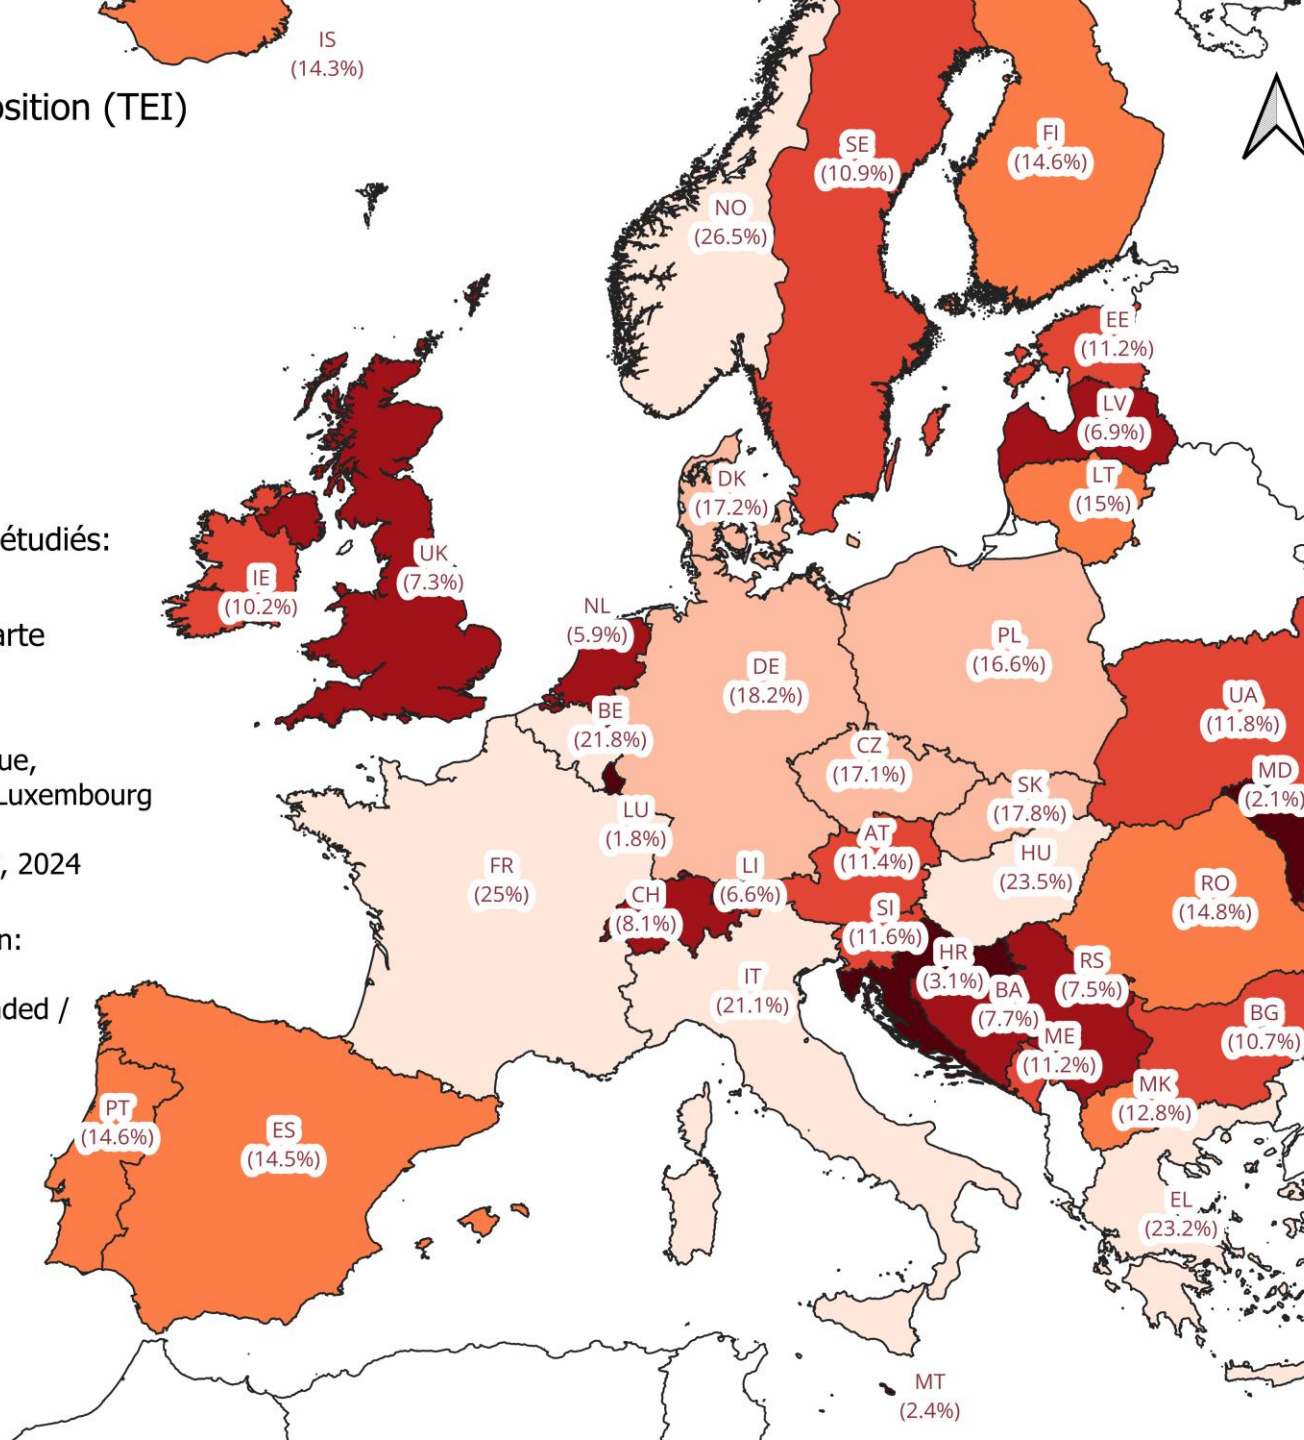 IS
(14.3%)
osition (TEI)
SE
(10.9%)
FI
(14.6%)
NO
(26.5%)
EE
(11.2%)
LV
(6.9%)
LT
(15%)
DK
(17.2%)
étudiés:
UK
(7.3%)
IE
(10.2%)
NL
(5.9%)
arte
PL
(16.6%)
DE
(18.2%)
UA
(11.8%)
BE
(21.8%)
CZ
(17.1%)
ue,
Luxembourg
MD
(2.1%)
SK
(17.8%)
LU
(1.8%)
AT
(11.4%)
, 2024
FR
(25%)
LI
(6.6%)
HU
(23.5%)
RO
(14.8%)
CH
(8.1%)
SI
(11.6%)
n:
HR
(3.1%)
RS
(7.5%)
IT
(21.1%)
BA
(7.7%)
ded /
BG
(10.7%)
ME
(11.2%)
MK
(12.8%)
PT
(14.6%)
ES
(14.5%)
EL
(23.2%)
MT
(2.4%)